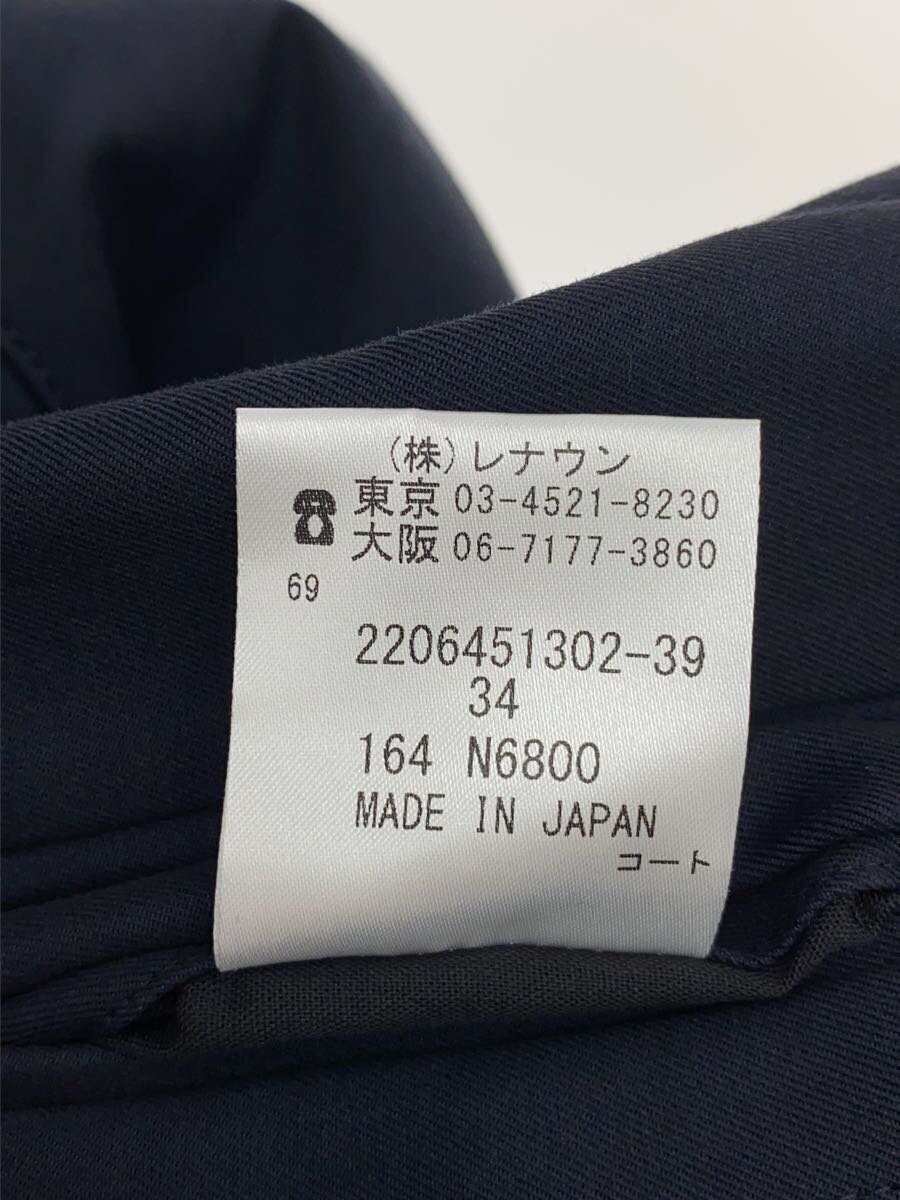 (株)レナウン
☎ 東京 03-4521-8230
大阪 06-7177-3860
69
2206451302-39
34
164 N6800
MADE IN JAPAN
コート